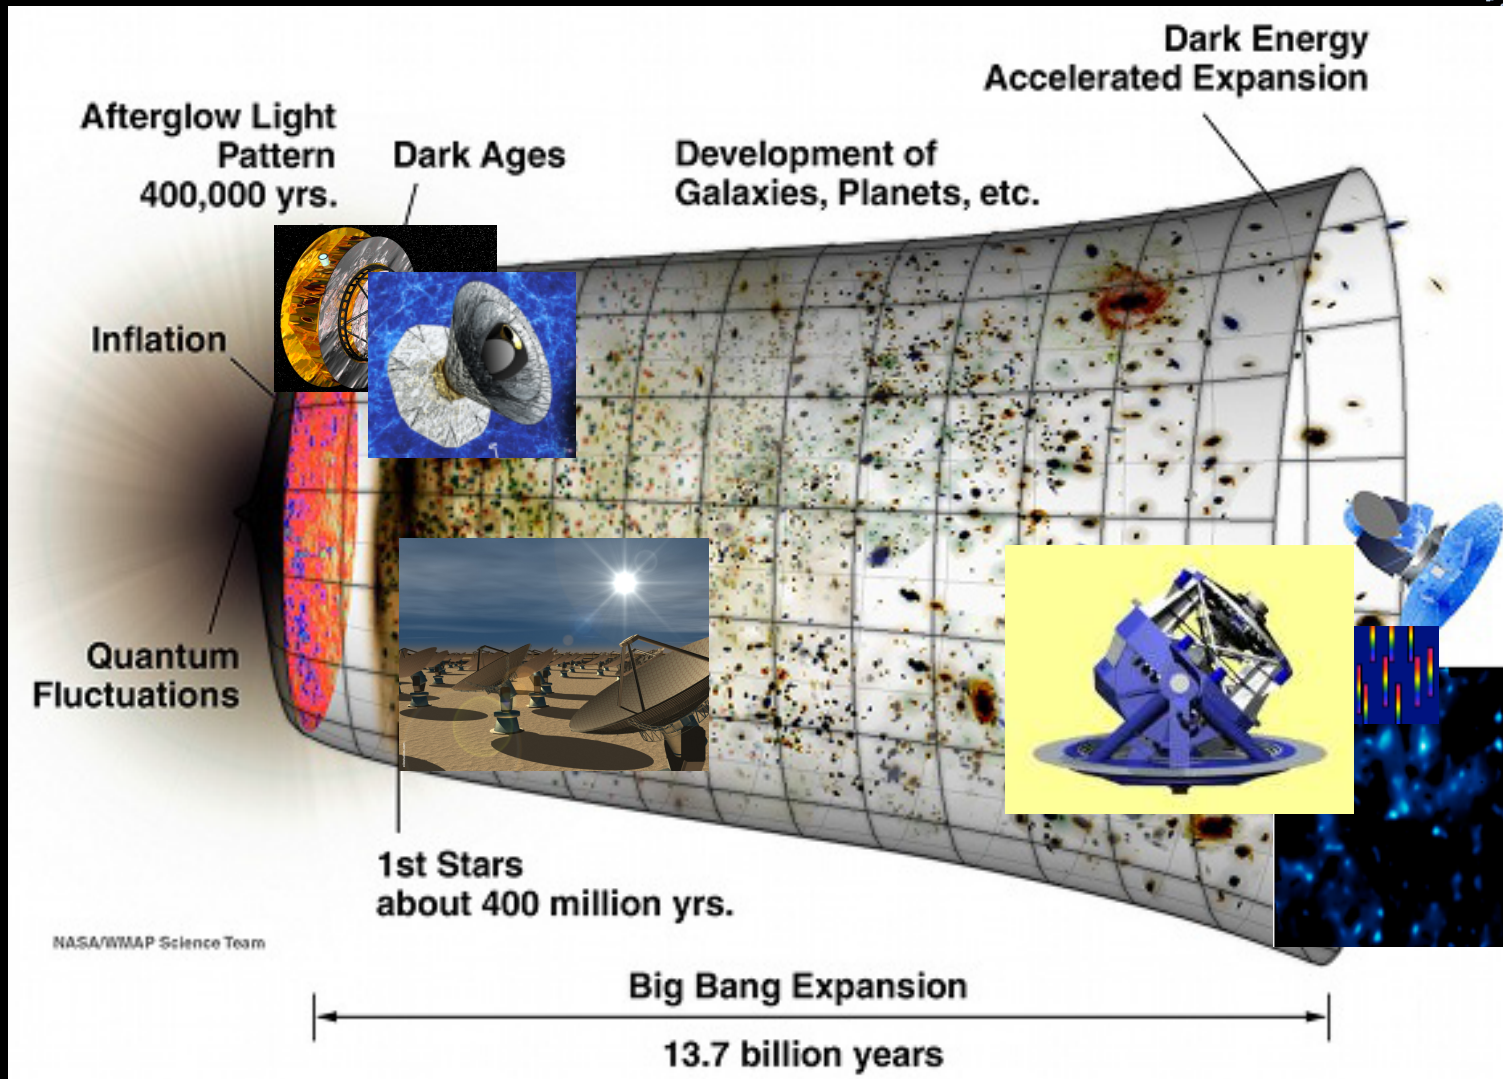 Dark Energy
Accelerated Expansion
Afterglow Light
Pattern
400,000 yrs.
Dark Ages
Development of
Galaxies, Planets, etc.
Inflation
Quantum
Fluctuations
1st Stars
about 400 million yrs.
NASA/WMAP Science Team
Big Bang Expansion
13.7 billion years